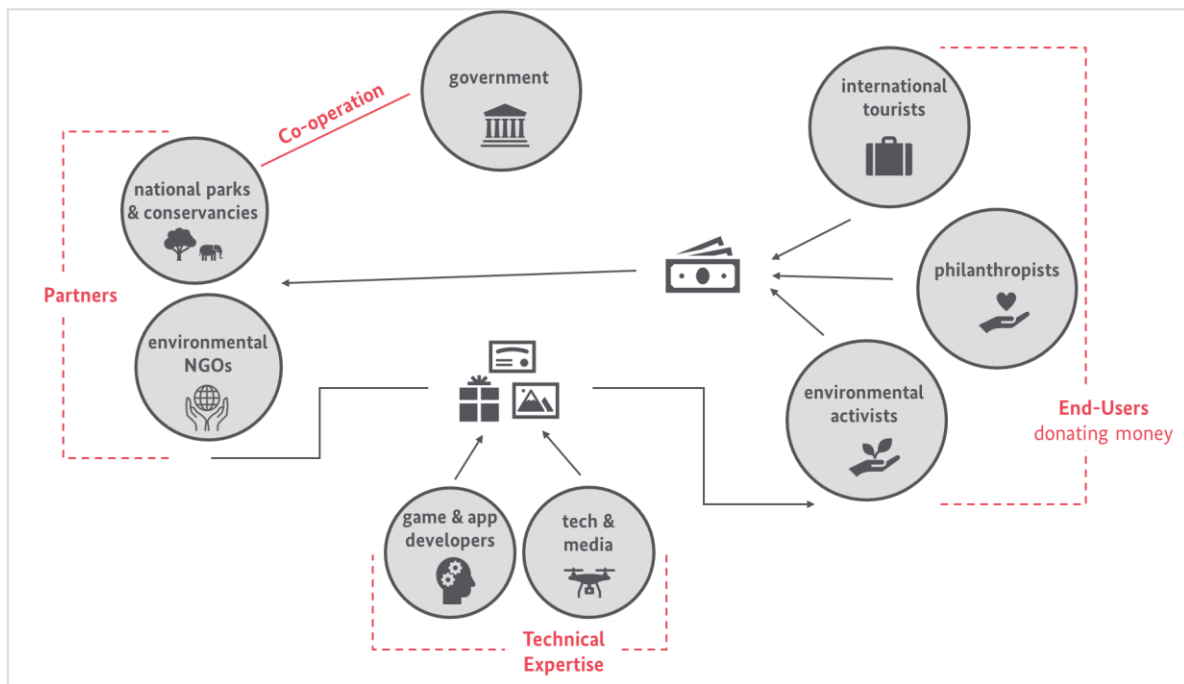 government
Co-operation
international
tourists
national parks
& conservancies
philanthropists
Partners
environmental
NGOs
environmental
activists
End-Users
donating money
game & app
developers
tech &
media
Technical
Expertise